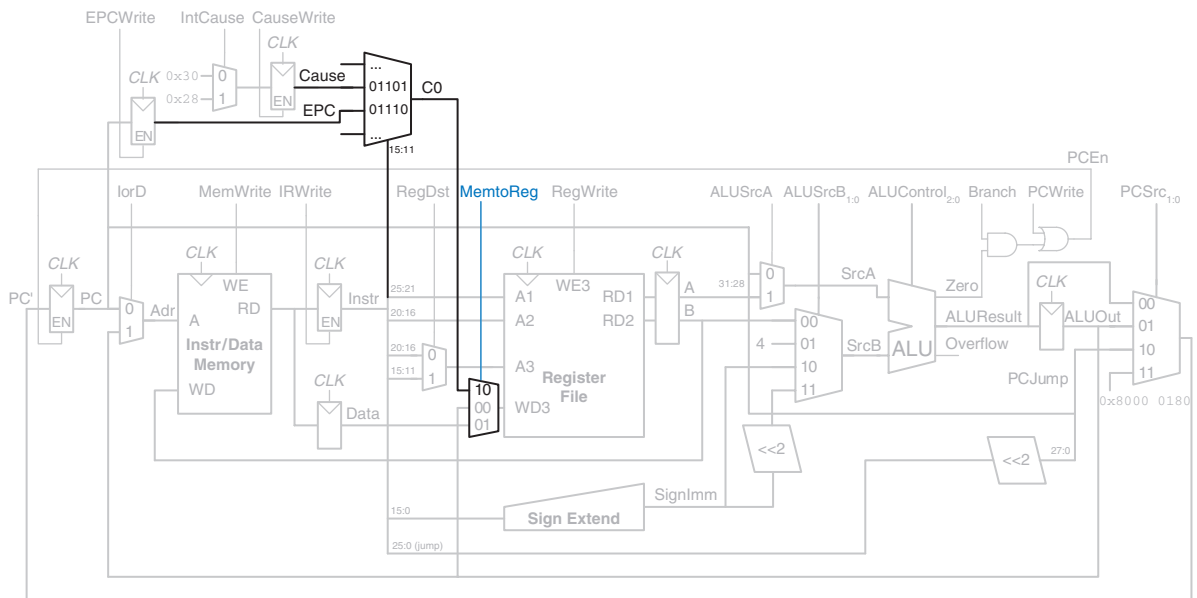 EPCWrite IntCause CauseWrite
CLK
CLK
0x30 0 Cause
0x28 1 EN
EPC
EN
...
01101
01110
...
C0
15:11
PCEn
IorD MemWrite IRWrite RegDst MemtoReg RegWrite ALUSrcA ALUSrcB1:0 ALUControl2:0 Branch PCWrite PCSrc1:0
CLK
PC' PC
EN
0
1
Adr
CLK
WE
RD
A
Instr/Data
Memory
WD
CLK
Instr
EN
Data
25:21
20:16
20:16 0
15:11 1
10
00
01
CLK
WE3
A1 RD1
A2 RD2
A3
Register
File
WD3
CLK
A
B
31:28
0
1
SrcA
00
4 01
10
11
SrcB
ALU
Zero
ALUResult
Overflow
CLK
ALUOut
PCJump
00
01
10
11
0x8000 0180
<<2
<<2
27:0
SignImm
15:0
Sign Extend
25:0 (jump)